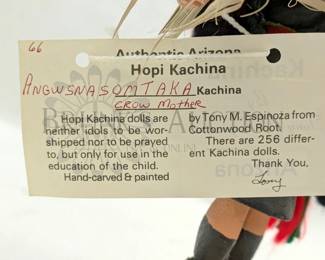 66
Authentic Arizona
Hopi Kachina
ANGWSNASOMTAKA Kachina
CROW MOTHER
Hopi Kachina dolls are
neither idols to be wor-
shipped nor to be prayed
to, but only for use in the
education of the child.
Hand-carved & painted
by Tony M. Espinoza from
Cottonwood Root.
There are 256 differ-
ent Kachina dolls.
Thank You,
Tony